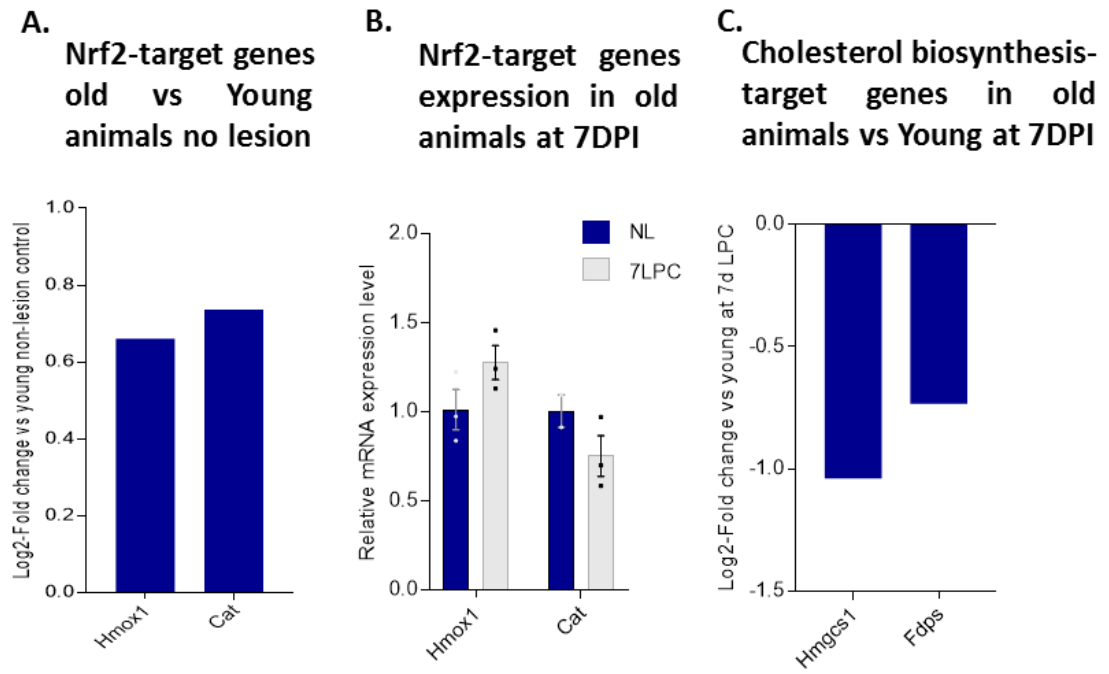 A.
Nrf2-target genes
old vs Young
animals no lesion
Log2-Fold change vs young non-lesion control
1.0
0.8
0.6
0.4
0.2
0.0
Hmox1
Cat
B.
Nrf2-target genes
expression in old
animals at 7DPI
NL
7LPC
Relative mRNA expression level
2.0
1.5
1.0
0.5
0.0
Hmox1
Cat
C.
Cholesterol biosynthesis-
target genes in old
animals vs Young at 7DPI
Log2-Fold change vs young at 7d LPC
0.0
-0.5
-1.0
-1.5
Hmgcs1
Fdps